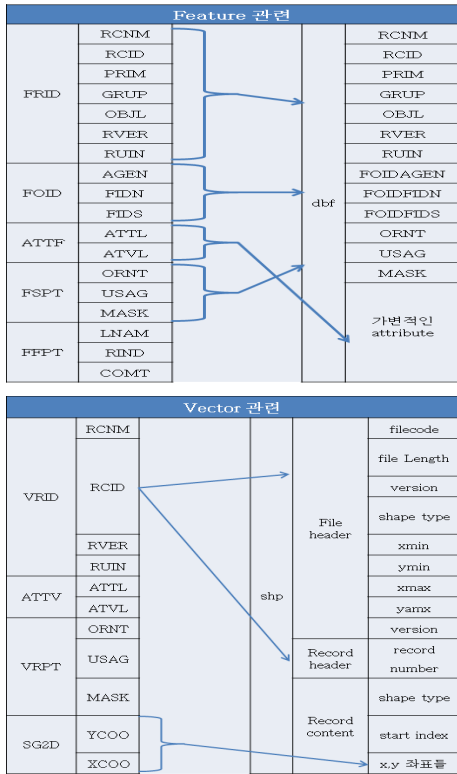 Feature 관련
FRID
RCNM
RCID
PRIM
GRUP
OBJL
RVER
RUIN
FOID
AGEN
FIDN
FIDS
ATTF
ATTL
ATVL
FSPT
ORNT
USAG
MASK
FFPT
LNAM
RIND
COMT
dbf
RCNM
RCID
PRIM
GRUP
OBJL
RVER
RUIN
FOIDAGEN
FOIDFIDN
FOIDFIDS
ORNT
USAG
MASK
가변적인
attribute
Vector 관련
VRID
RCNM
RCID
RVER
RUIN
ATTV
ATTL
ATVL
VRPT
ORNT
USAG
MASK
SG2D
YCOO
XCOO
shp
File
header
filecode
file Length
version
shape type
xmin
ymin
xmax
yamx
version
Record
header
record
number
Record
content
shape type
start index
x,y 좌표들